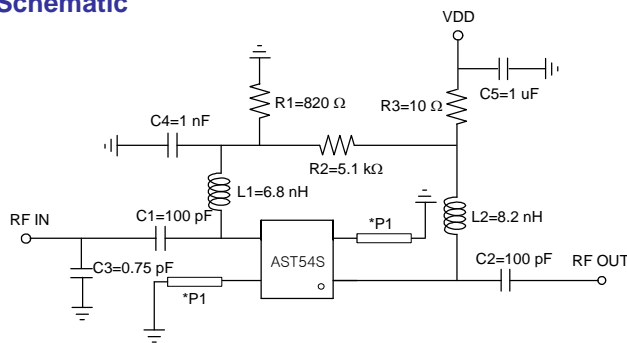 Schematic
VDD
R1=820 Ω
R3=10 Ω
C5=1 uF
C4=1 nF
R2=5.1 kΩ
L1=6.8 nH
L2=8.2 nH
RF IN
C1=100 pF
*P1
AST54S
C2=100 pF
RF OUT
C3=0.75 pF
*P1